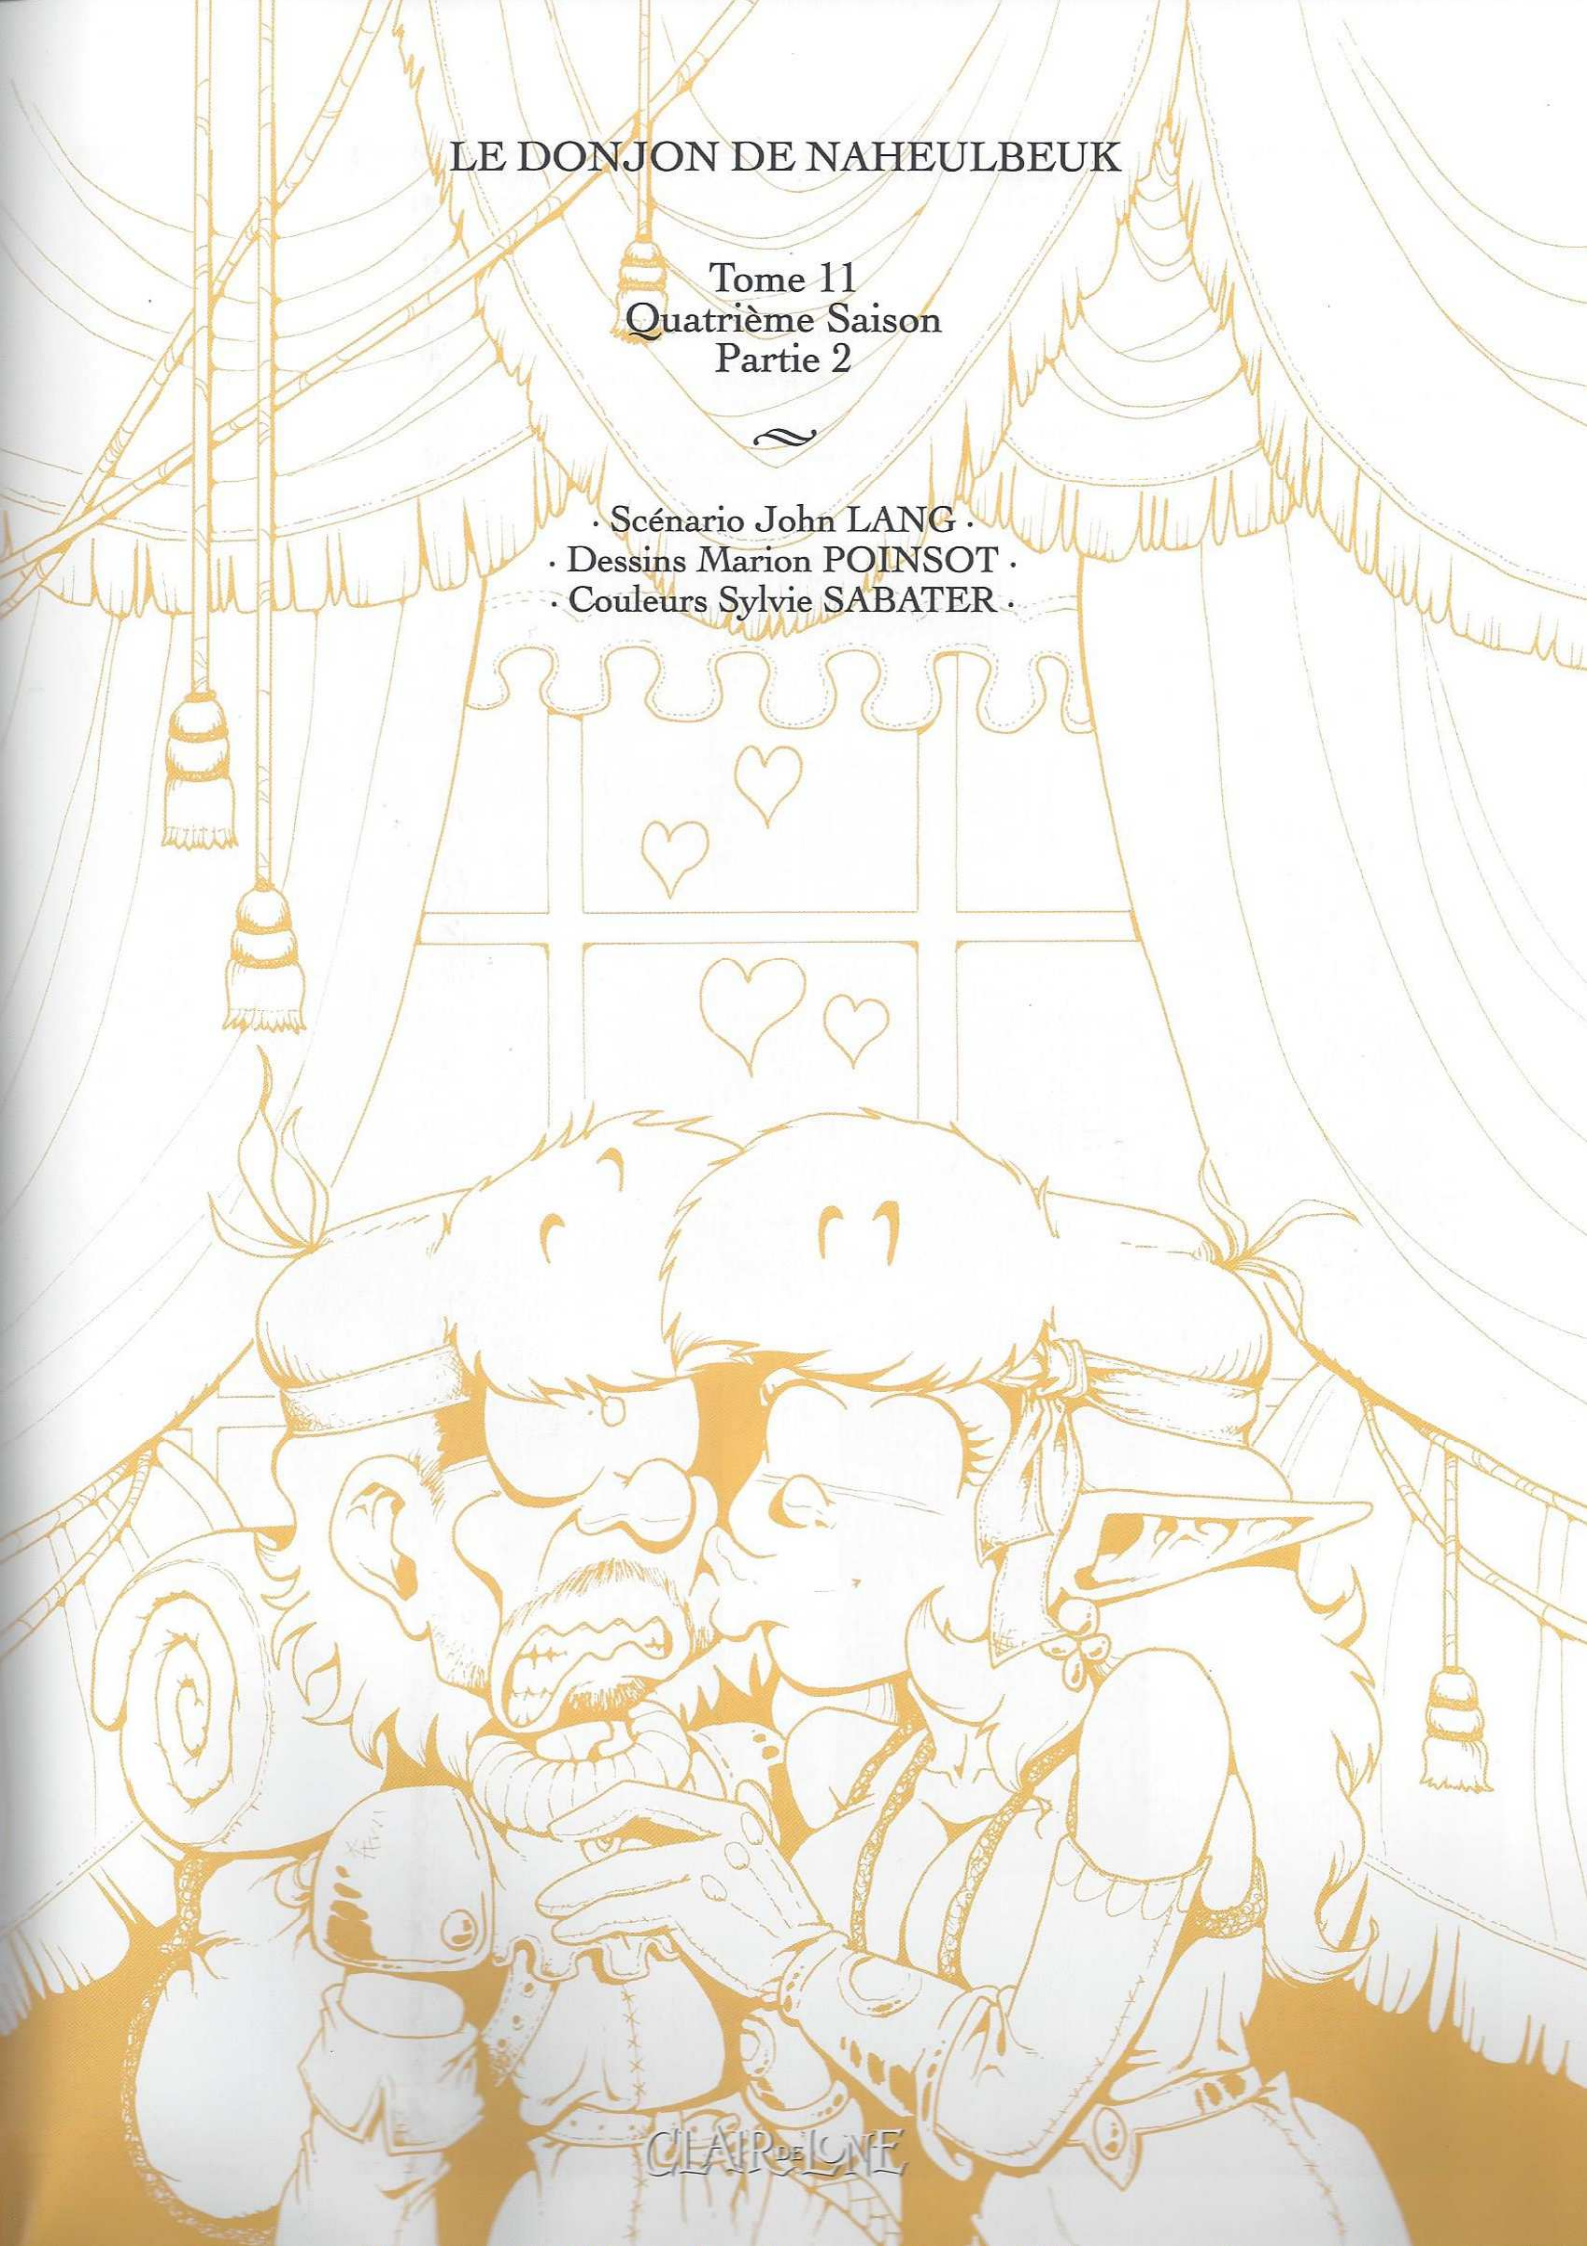 LE DONJON DE NAHEULBEUK
Tome 11
Quatrième Saison
Partie 2
· Scénario John LANG ·
· Dessins Marion POINSOT ·
· Couleurs Sylvie SABATER ·
CLAIR DE LUNE